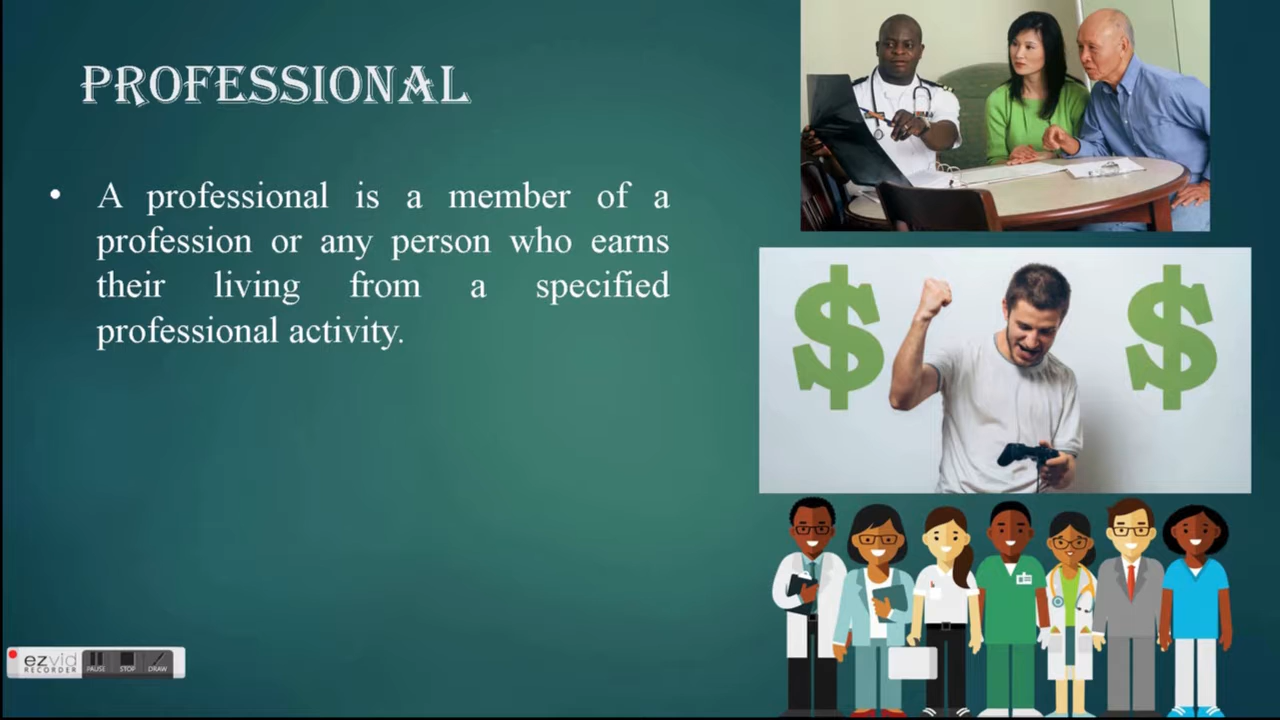 PROFESSIONAL
• A professional is a member of a
profession or any person who earns
their living from a specified
professional activity.
$ $
ezvid
RECORDER
PAUSE STOP DRAW